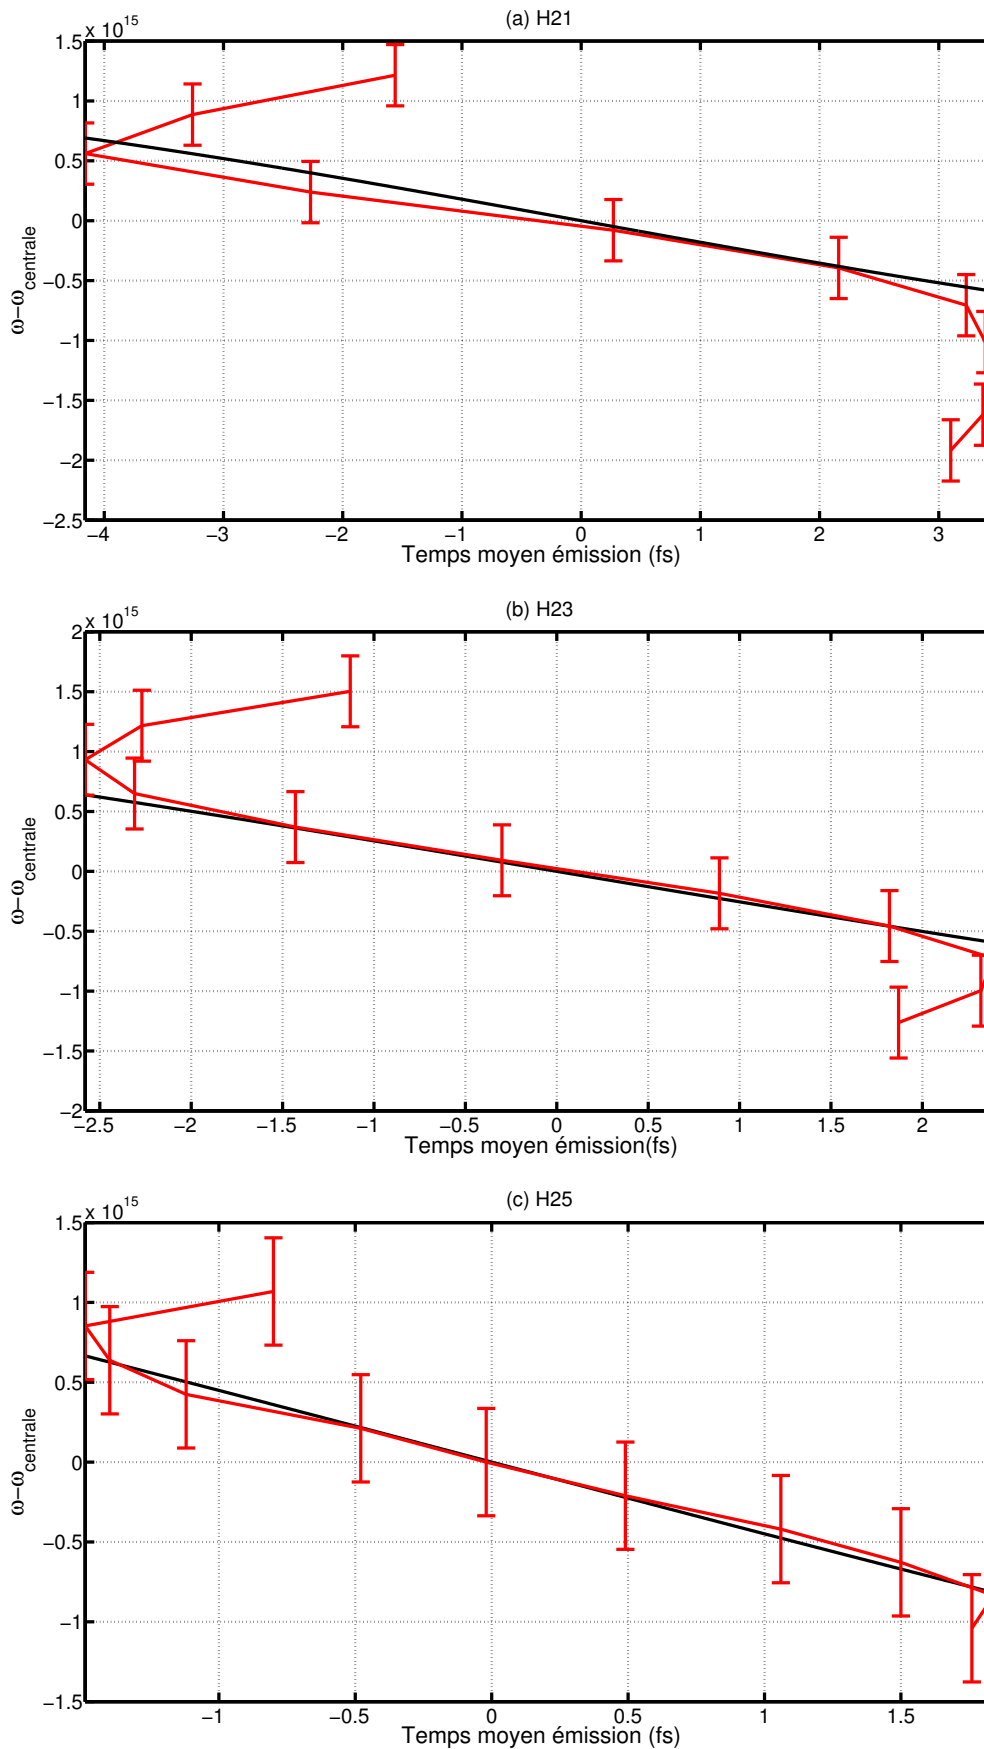 (a) H21
x 10^15
1.5
1
0.5
0
−0.5
−1
−1.5
−2
−2.5
ω−ω_centrale
−4 −3 −2 −1 0 1 2 3
Temps moyen émission (fs)
(b) H23
x 10^15
2
1.5
1
0.5
0
−0.5
−1
−1.5
−2
ω−ω_centrale
−2.5 −2 −1.5 −1 −0.5 0 0.5 1 1.5 2
Temps moyen émission(fs)
(c) H25
x 10^15
1.5
1
0.5
0
−0.5
−1
−1.5
ω−ω_centrale
−1 −0.5 0 0.5 1 1.5
Temps moyen émission (fs)